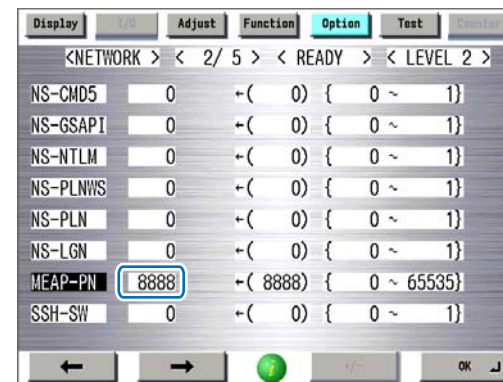 Display I/O Adjust Function Option Test Counter
<NETWORK > < 2/ 5 > < READY > < LEVEL 2 >
NS-CMD5 0 ←( 0) { 0 ~ 1}
NS-GSAPI 0 ←( 0) { 0 ~ 1}
NS-NTLM 0 ←( 0) { 0 ~ 1}
NS-PLNWS 0 ←( 0) { 0 ~ 1}
NS-PLN 0 ←( 0) { 0 ~ 1}
NS-LGN 0 ←( 0) { 0 ~ 1}
MEAP-PN 8888 ←( 8888) { 0 ~ 65535}
SSH-SW 0 ←( 0) { 0 ~ 1}
← → +/- OK